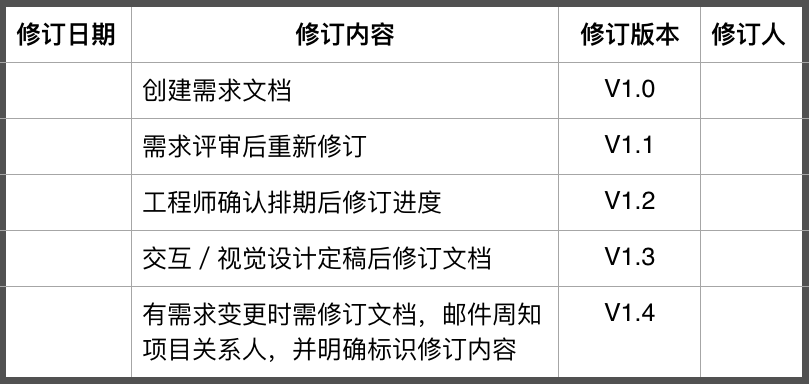 修订日期 修订内容 修订版本 修订人
创建需求文档 V1.0
需求评审后重新修订 V1.1
工程师确认排期后修订进度 V1.2
交互 / 视觉设计定稿后修订文档 V1.3
有需求变更时需修订文档，邮件周知 V1.4
项目关系人，并明确标识修订内容